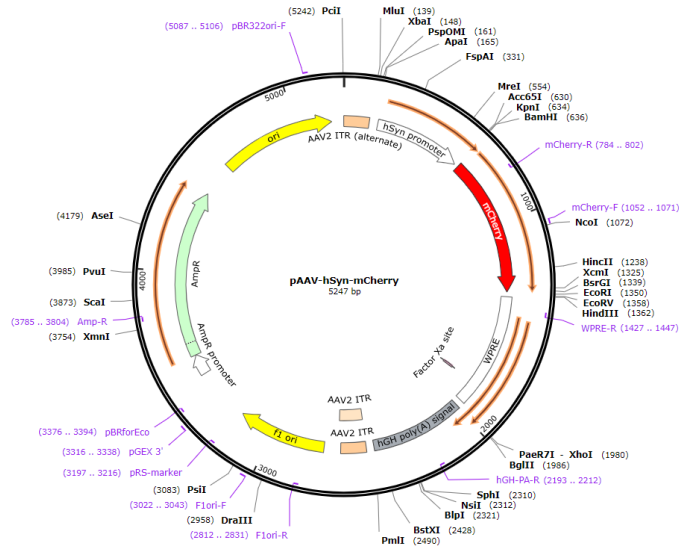 (5242) PciI
MluI (139)
XbaI (148)
PspOMI (161)
ApaI (165)
FspAI (331)
(5087 .. 5106) pBR322ori-F
MreI (554)
Acc65I (630)
KpnI (634)
BamHI (636)
mCherry-R (784 .. 802)
mCherry-F (1052 .. 1071)
NcoI (1072)
HincII (1238)
XcmI (1325)
BsrGI (1339)
EcoRI (1350)
EcoRV (1358)
HindIII (1362)
WPRE-R (1427 .. 1447)
PaeR7I - XhoI (1980)
BglII (1986)
hGH-PA-R (2193 .. 2212)
SphI (2310)
NsiI (2312)
BlpI (2321)
BstXI (2428)
PmlI (2490)
(2812 .. 2831) F1ori-R
(2958) DraIII
(3022 .. 3043) F1ori-F
(3083) PsiI
(3197 .. 3216) pRS-marker
(3316 .. 3338) pGEX 3'
(3376 .. 3394) pBRforEco
(3754) XmnI
(3785 .. 3804) Amp-R
(3873) ScaI
(3985) PvuI
(4179) AseI
1000
2000
3000
4000
5000
ori
AAV2 ITR (alternate)
hSyn promoter
mCherry
WPRE
Factor Xa site
hGH poly(A) signal
AAV2 ITR
AAV2 ITR
f1 ori
AmpR promoter
AmpR
pAAV-hSyn-mCherry
5247 bp